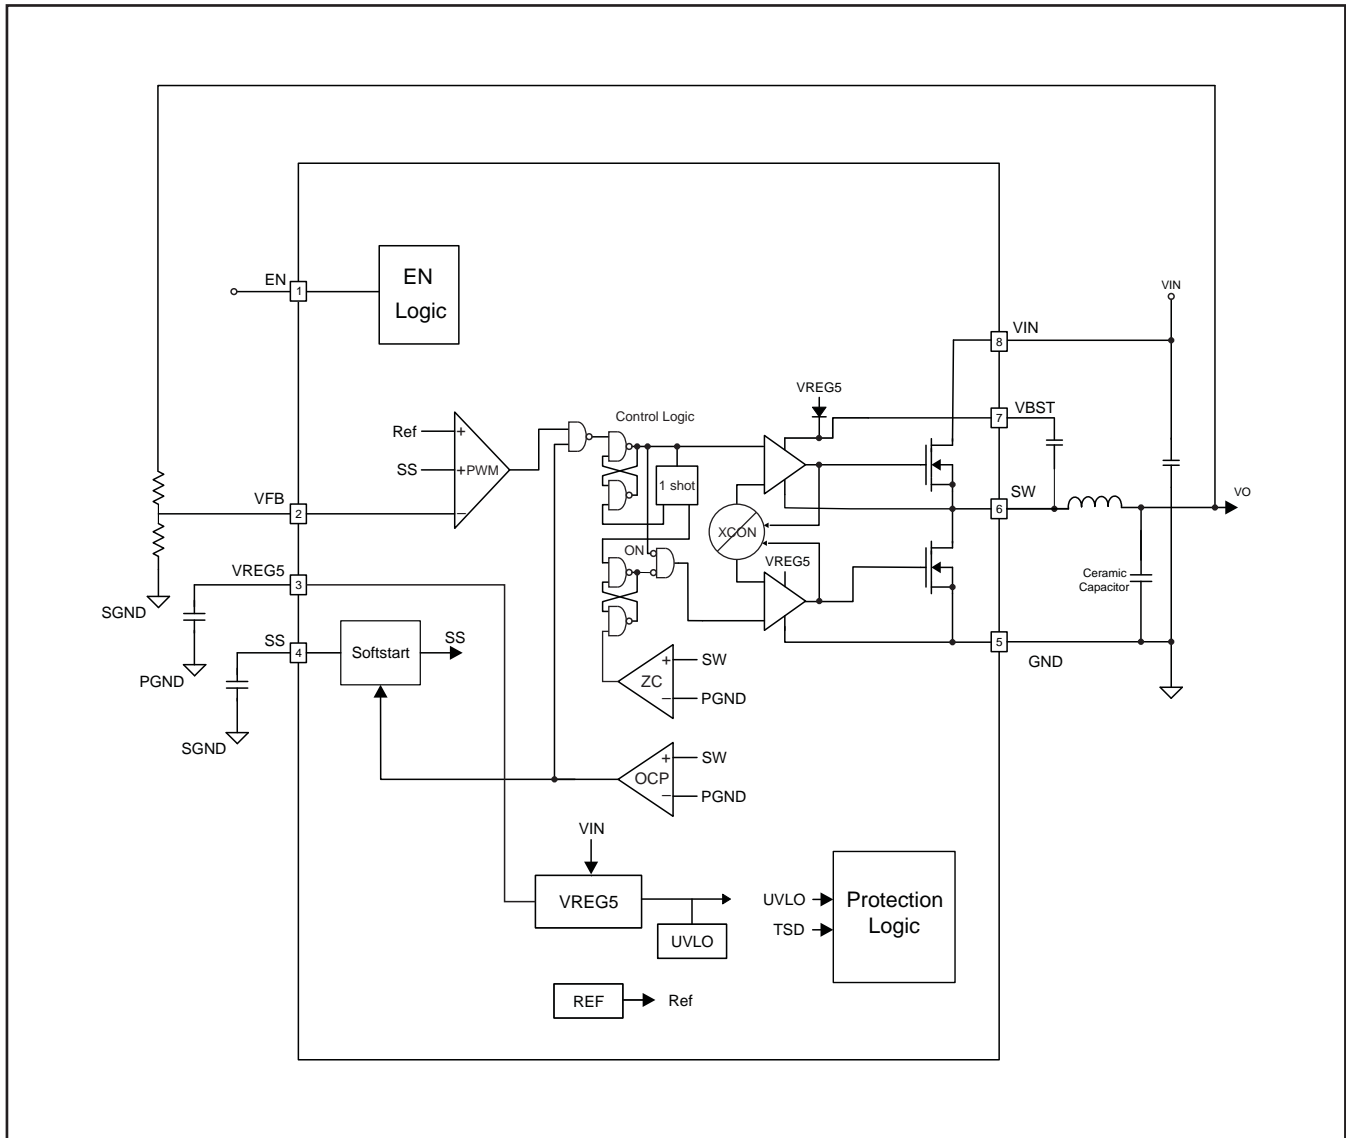 EN
1
EN
Logic
VIN
VIN
8
VREG5
VBST
7
Control Logic
Ref
+
SS
+
PWM
−
1 shot
VFB
2
SW
6
VO
XCON
ON
VREG5
VREG5
3
SGND
Ceramic
Capacitor
SS
4
Softstart
SS
5
GND
PGND
+
SW
ZC
−
PGND
SGND
+
SW
OCP
−
PGND
VIN
VREG5
UVLO
UVLO
TSD
Protection
Logic
REF
Ref